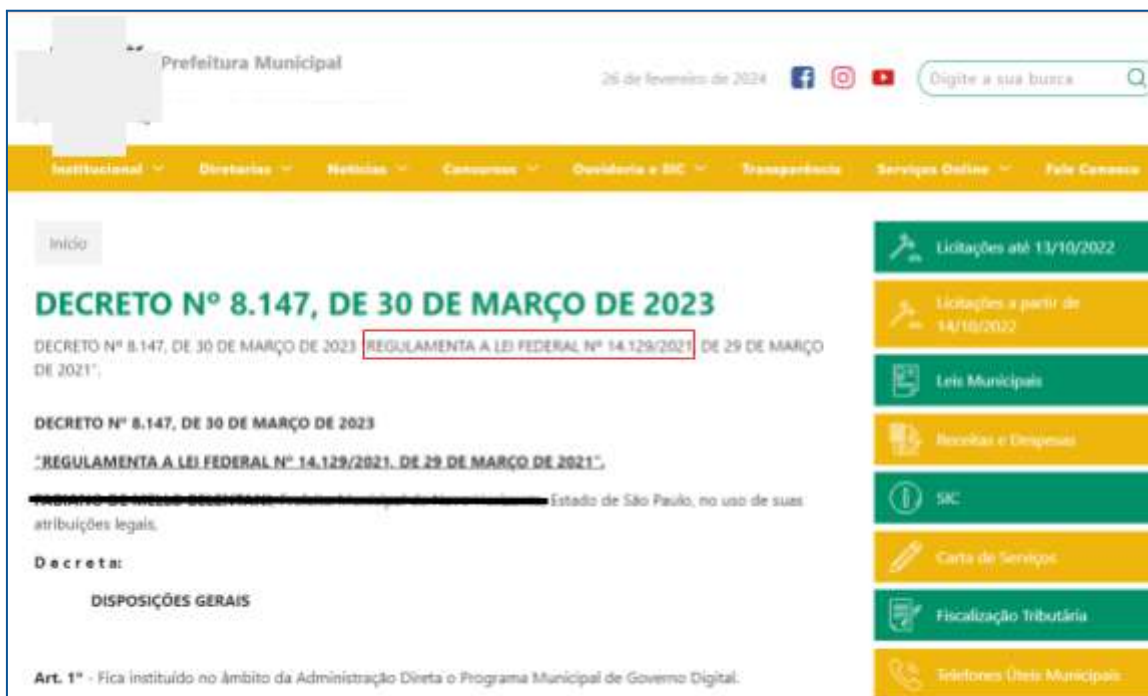 Prefeitura Municipal
26 de fevereiro de 2024
Digite a sua busca
Institucional Diretorias Notícias Concursos Ouvidoria e SIC Transparência Serviços Online Fale Conosco
Início
DECRETO Nº 8.147, DE 30 DE MARÇO DE 2023
DECRETO Nº 8.147, DE 30 DE MARÇO DE 2023 "REGULAMENTA A LEI FEDERAL Nº 14.129/2021, DE 29 DE MARÇO
DE 2021".
DECRETO Nº 8.147, DE 30 DE MARÇO DE 2023
"REGULAMENTA A LEI FEDERAL Nº 14.129/2021, DE 29 DE MARÇO DE 2021".
Estado de São Paulo, no uso de suas
atribuições legais,
Decreta:
DISPOSIÇÕES GERAIS
Art. 1º - Fica instituído no âmbito da Administração Direta o Programa Municipal de Governo Digital.
Licitações até 13/10/2022
Licitações a partir de
14/10/2022
Leis Municipais
Receitas e Despesas
SIC
Carta de Serviços
Fiscalização Tributária
Telefones Úteis Municipais